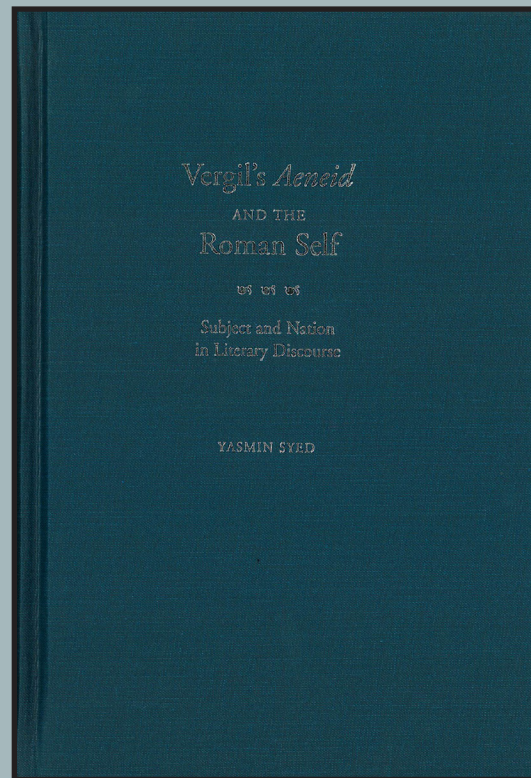 Vergil's Aeneid
AND THE
Roman Self
Subject and Nation
in Literary Discourse
YASMIN SYED